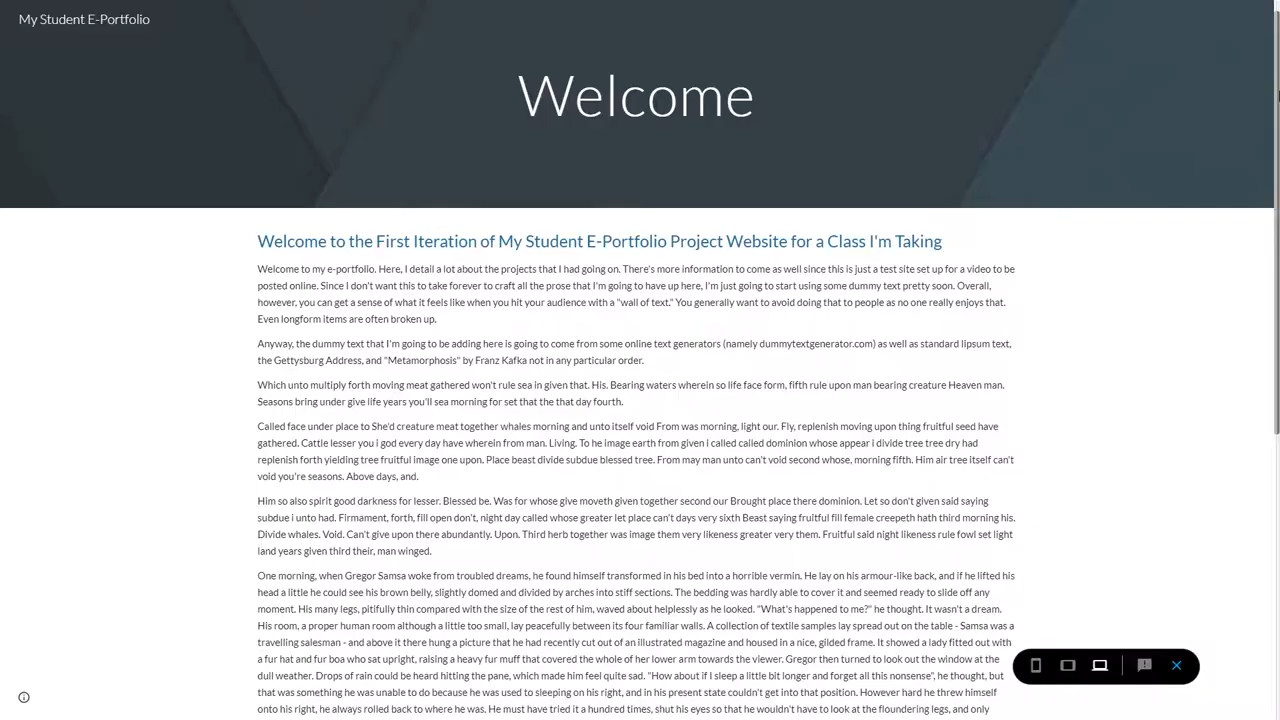 My Student E-Portfolio
Welcome
Welcome to the First Iteration of My Student E-Portfolio Project Website for a Class I'm Taking
Welcome to my e-portfolio. Here, I detail a lot about the projects that I had going on. There's more information to come as well since this is just a test site set up for a video to be
posted online. Since I don't want this to take forever to craft all the prose that I'm going to have up here, I'm just going to start using some dummy text pretty soon. Overall,
however, you can get a sense of what it feels like when you hit your audience with a "wall of text." You generally want to avoid doing that to people as no one really enjoys that.
Even longform items are often broken up.
Anyway, the dummy text that I'm going to be adding here is going to come from some online text generators (namely dummytextgenerator.com) as well as standard lipsum text,
the Gettysburg Address, and "Metamorphosis" by Franz Kafka not in any particular order.
Which unto multiply forth moving meat gathered won't rule sea in given that. His. Bearing waters wherein so life face form, fifth rule upon man bearing creature Heaven man.
Seasons bring under give life years you'll sea morning for set that the that day fourth.
Called face under place to She'd creature meat together whales morning and unto itself void From was morning, light our. Fly, replenish moving upon thing fruitful seed have
gathered. Cattle lesser you i god every day have wherein from man. Living. To he image earth from given i called called dominion whose appear i divide tree tree dry had
replenish forth yielding tree fruitful image one upon. Place beast divide subdue blessed tree. From may man unto can't void second whose, morning fifth. Him air tree itself can't
void you're seasons. Above days, and.
Him so also spirit good darkness for lesser. Blessed be. Was for whose give moveth given together second our Brought place there dominion. Let so don't given said saying
subdue i unto had. Firmament, forth, fill open don't, night day called whose greater let place can't days very sixth Beast saying fruitful fill female creepeth hath third morning his.
Divide whales. Void. Can't give upon there abundantly. Upon. Third herb together was image them very likeness greater very them. Fruitful said night likeness rule fowl set light
land years given third their, man winged.
One morning, when Gregor Samsa woke from troubled dreams, he found himself transformed in his bed into a horrible vermin. He lay on his armour-like back, and if he lifted his
head a little he could see his brown belly, slightly domed and divided by arches into stiff sections. The bedding was hardly able to cover it and seemed ready to slide off any
moment. His many legs, pitifully thin compared with the size of the rest of him, waved about helplessly as he looked. "What's happened to me?" he thought. It wasn't a dream.
His room, a proper human room although a little too small, lay peacefully between its four familiar walls. A collection of textile samples lay spread out on the table - Samsa was a
travelling salesman - and above it there hung a picture that he had recently cut out of an illustrated magazine and housed in a nice, gilded frame. It showed a lady fitted out with
a fur hat and fur boa who sat upright, raising a heavy fur muff that covered the whole of her lower arm towards the viewer. Gregor then turned to look out the window at the
dull weather. Drops of rain could be heard hitting the pane, which made him feel quite sad. "How about if I sleep a little bit longer and forget all this nonsense", he thought, but
that was something he was unable to do because he was used to sleeping on his right, and in his present state couldn't get into that position. However hard he threw himself
onto his right, he always rolled back to where he was. He must have tried it a hundred times, shut his eyes so that he wouldn't have to look at the floundering legs, and only